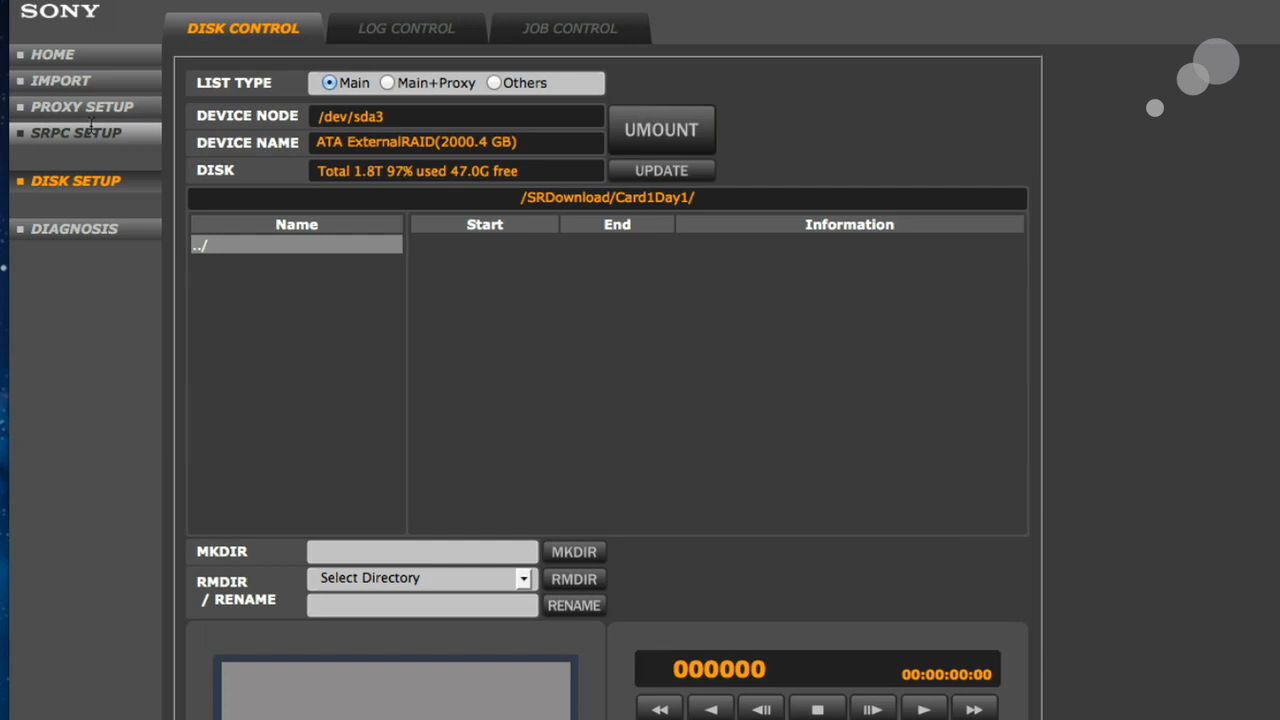 SONY
DISK CONTROL
LOG CONTROL
JOB CONTROL
HOME
IMPORT
PROXY SETUP
SRPC SETUP
DISK SETUP
DIAGNOSIS
LIST TYPE
Main
Main+Proxy
Others
DEVICE NODE
/dev/sda3
DEVICE NAME
ATA ExternalRAID(2000.4 GB)
UMOUNT
DISK
Total 1.8T 97% used 47.0G free
UPDATE
/SRDownload/Card1Day1/
Name
Start
End
Information
../
MKDIR
MKDIR
RMDIR
/ RENAME
Select Directory
RMDIR
RENAME
000000
00:00:00:00